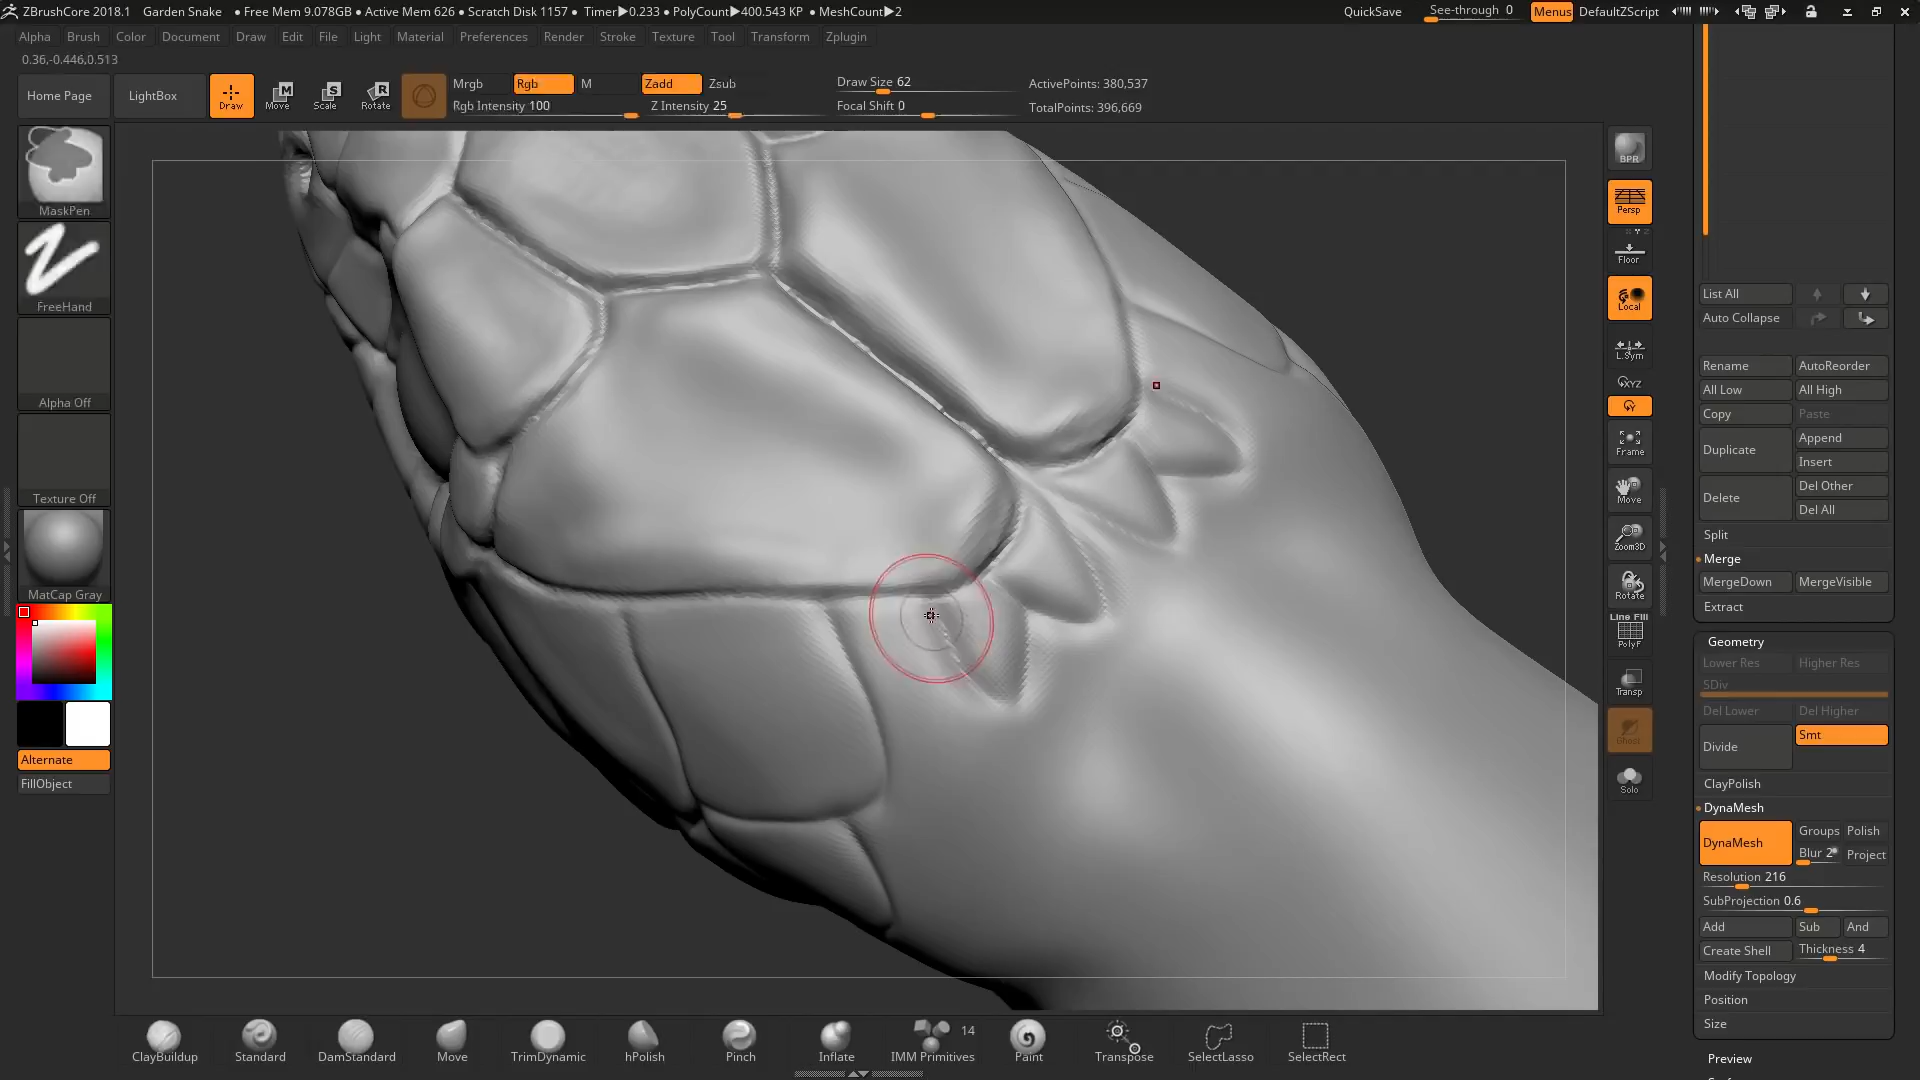 ZBrushCore 2018.1 Garden Snake • Free Mem 9.078GB • Active Mem 626 • Scratch Disk 1157 • Timer▶0.233 • PolyCount▶400.543 KP • MeshCount▶2 QuickSave See-through 0 Menus DefaultZScript
Alpha Brush Color Document Draw Edit File Light Material Preferences Render Stroke Texture Tool Transform Zplugin
0.36,-0.446,0.513
Home Page LightBox Draw Move Scale Rotate
Mrgb Rgb M Zadd Zsub Draw Size 62 ActivePoints: 380,537
Rgb Intensity 100 Z Intensity 25 Focal Shift 0 TotalPoints: 396,669
MaskPen
FreeHand
Alpha Off
Texture Off
MatCap Gray
Alternate
FillObject
BPR
Persp
Floor
Local
L.Sym
XYZ
Y
Frame
Move
Zoom3D
Rotate
Line Fill
PolyF
Transp
Ghost
Solo
List All
Auto Collapse
Rename AutoReorder
All Low All High
Copy Paste
Duplicate Append
Insert
Delete Del Other
Del All
Split
Merge
MergeDown MergeVisible
Extract
Geometry
Lower Res Higher Res
SDiv
Del Lower Del Higher
Divide Smt
ClayPolish
DynaMesh
DynaMesh Groups Polish
Blur 2 Project
Resolution 216
SubProjection 0.6
Add Sub And
Create Shell Thickness 4
Modify Topology
Position
Size
Preview
ClayBuildup Standard DamStandard Move TrimDynamic hPolish Pinch Inflate IMM Primitives 14 Paint Transpose SelectLasso SelectRect